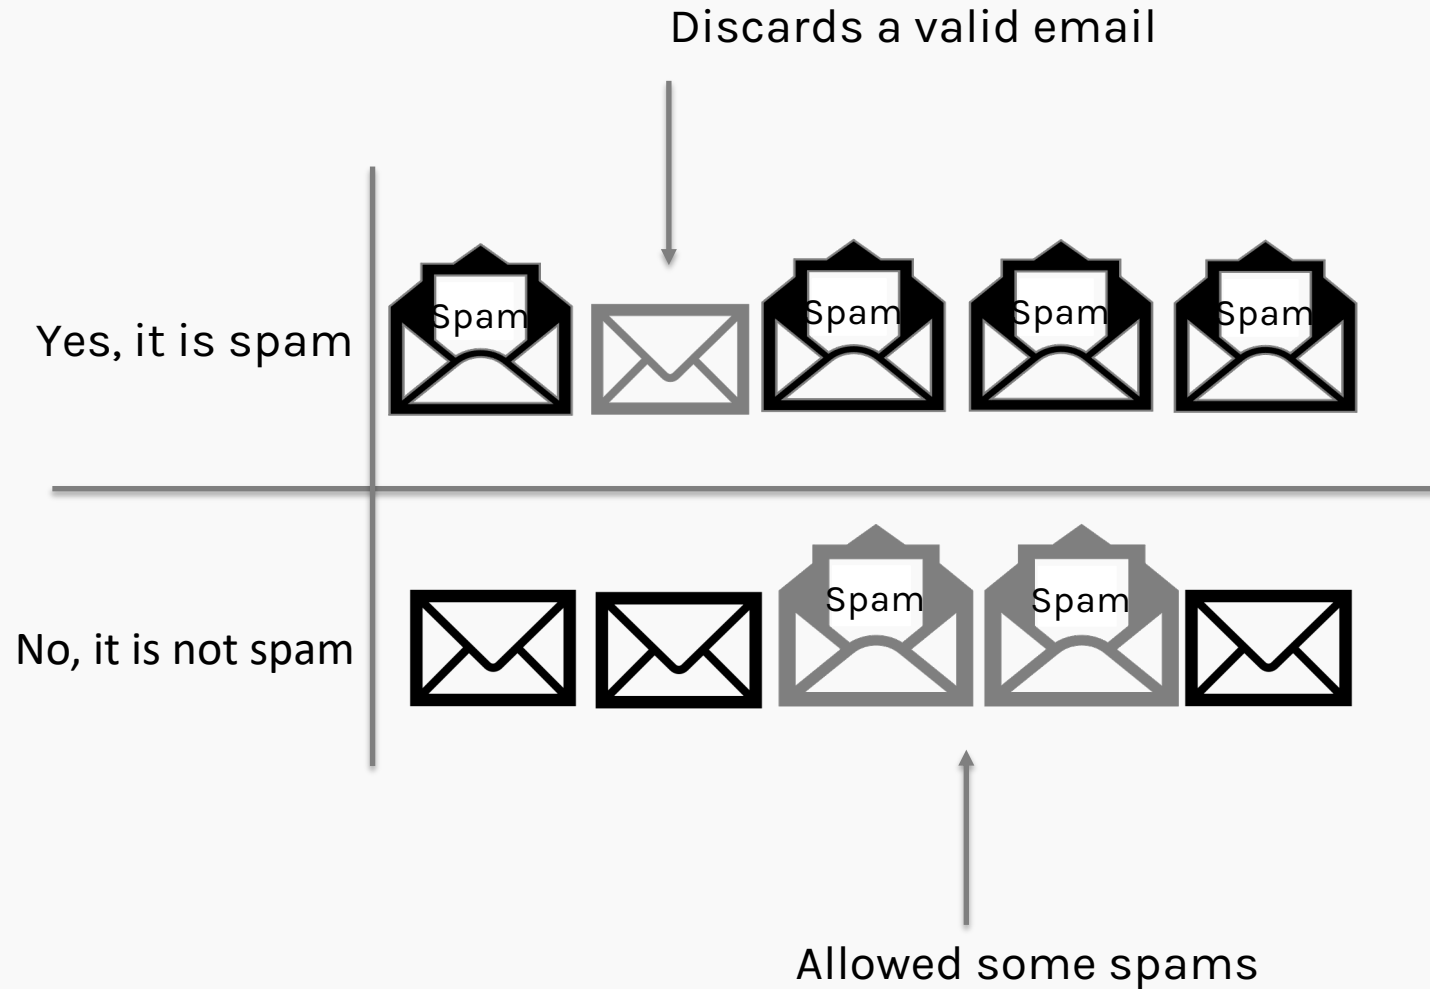 Discards a valid email
Spam
Spam
Spam
Spam
Yes, it is spam
Spam
Spam
No, it is not spam
Allowed some spams